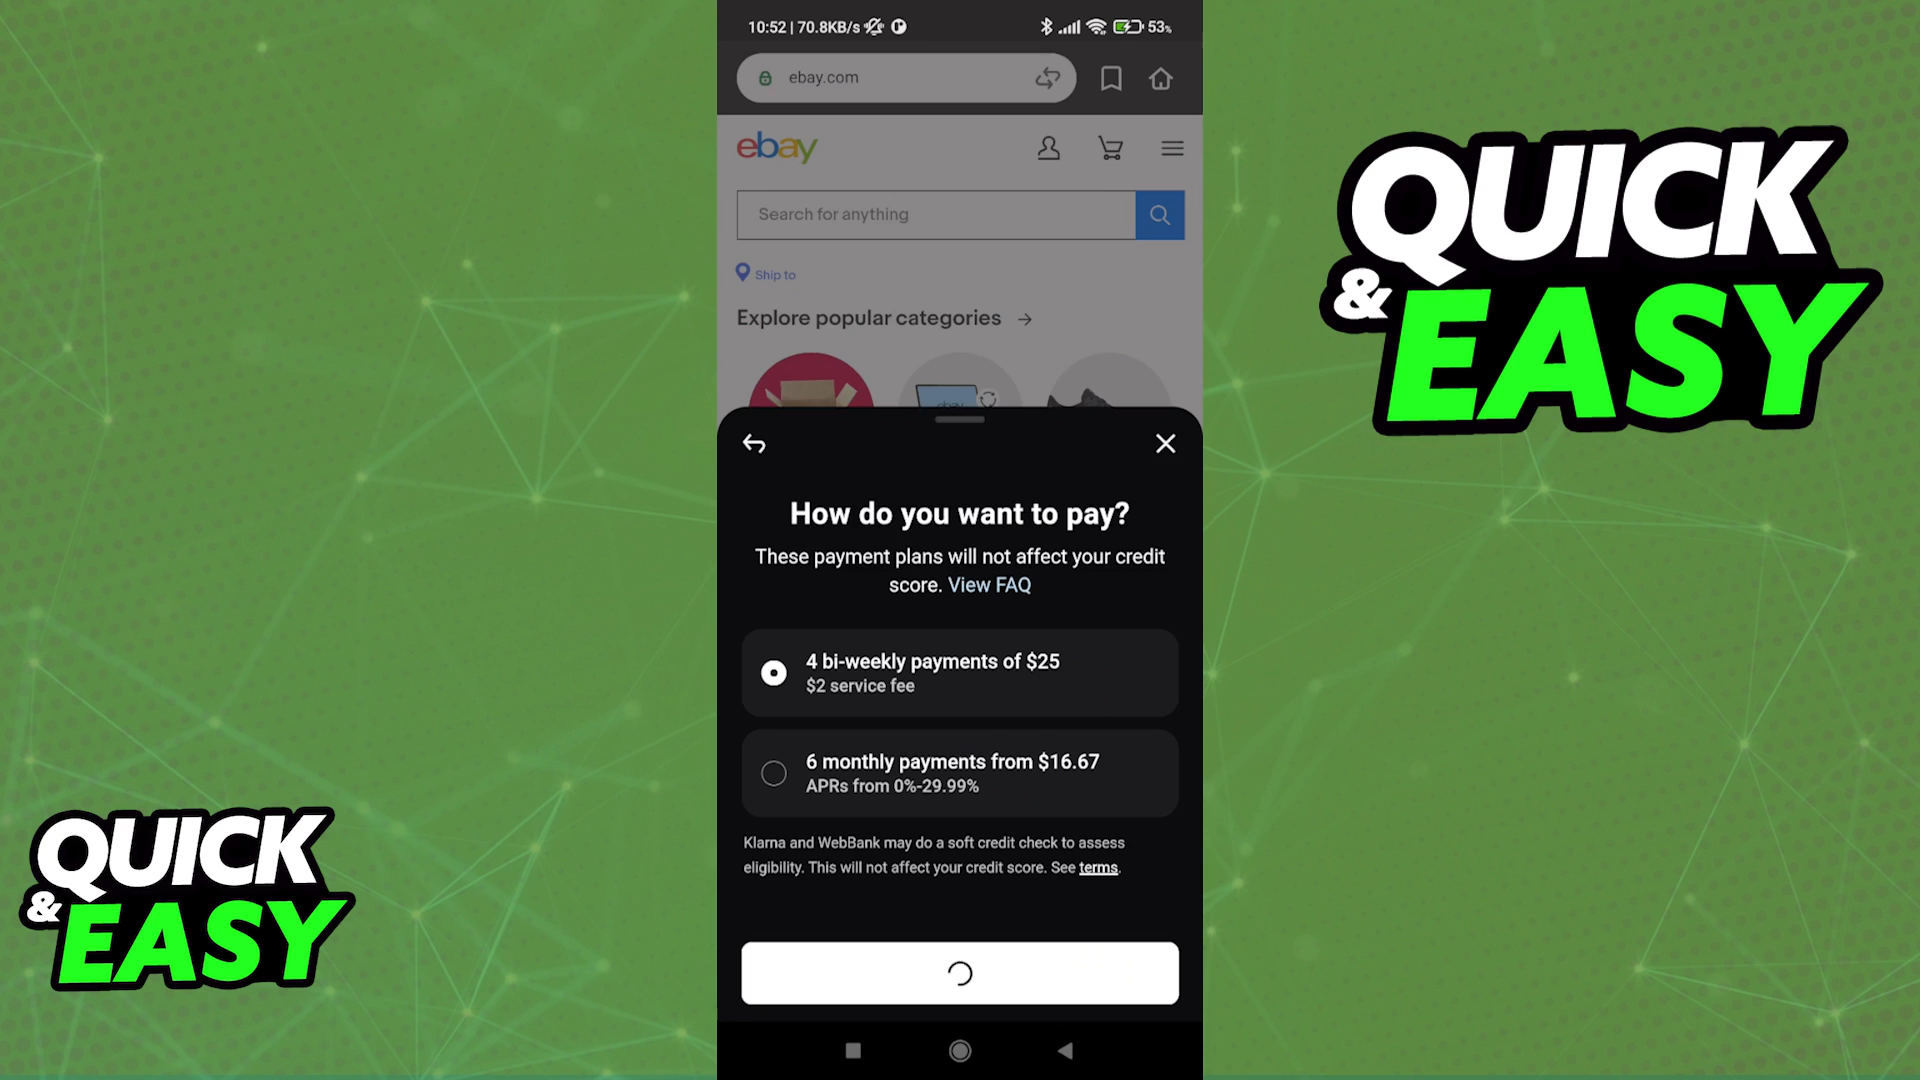 10:52 | 70.8KB/s
53%
ebay.com
ebay
Search for anything
Ship to
Explore popular categories
ebay
How do you want to pay?
These payment plans will not affect your credit
score. View FAQ
4 bi-weekly payments of $25
$2 service fee
6 monthly payments from $16.67
APRs from 0%-29.99%
Klarna and WebBank may do a soft credit check to assess
eligibility. This will not affect your credit score. See terms.
QUICK
& EASY
QUICK
& EASY